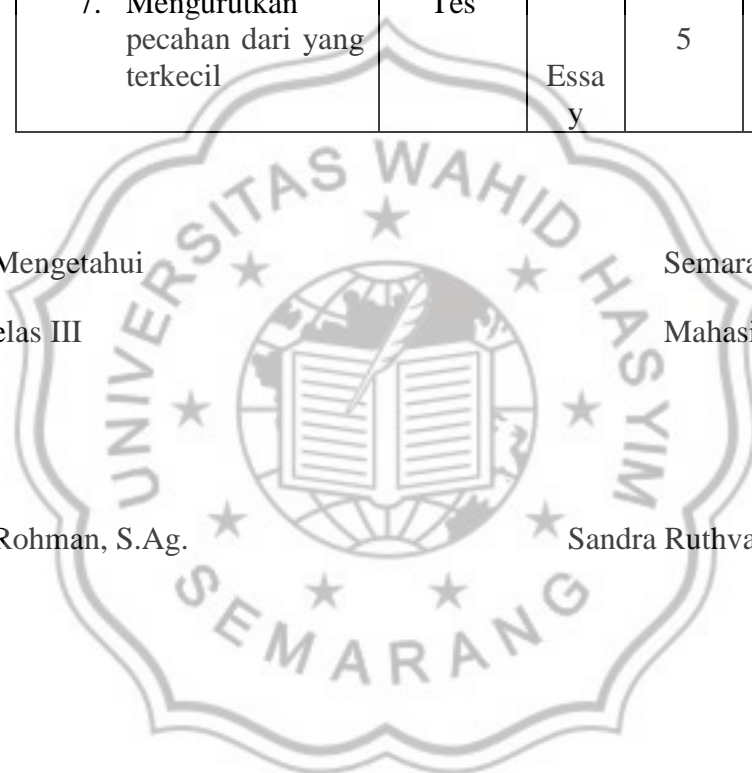 7. Mengurutkan Tes
pecahan dari yang 5
terkecil Essa
y
UNIVERSITAS WAHID HASYIM
Mengetahui Semara
elas III Mahasi
Rohman, S.Ag. Sandra Ruthva
SEMARANG